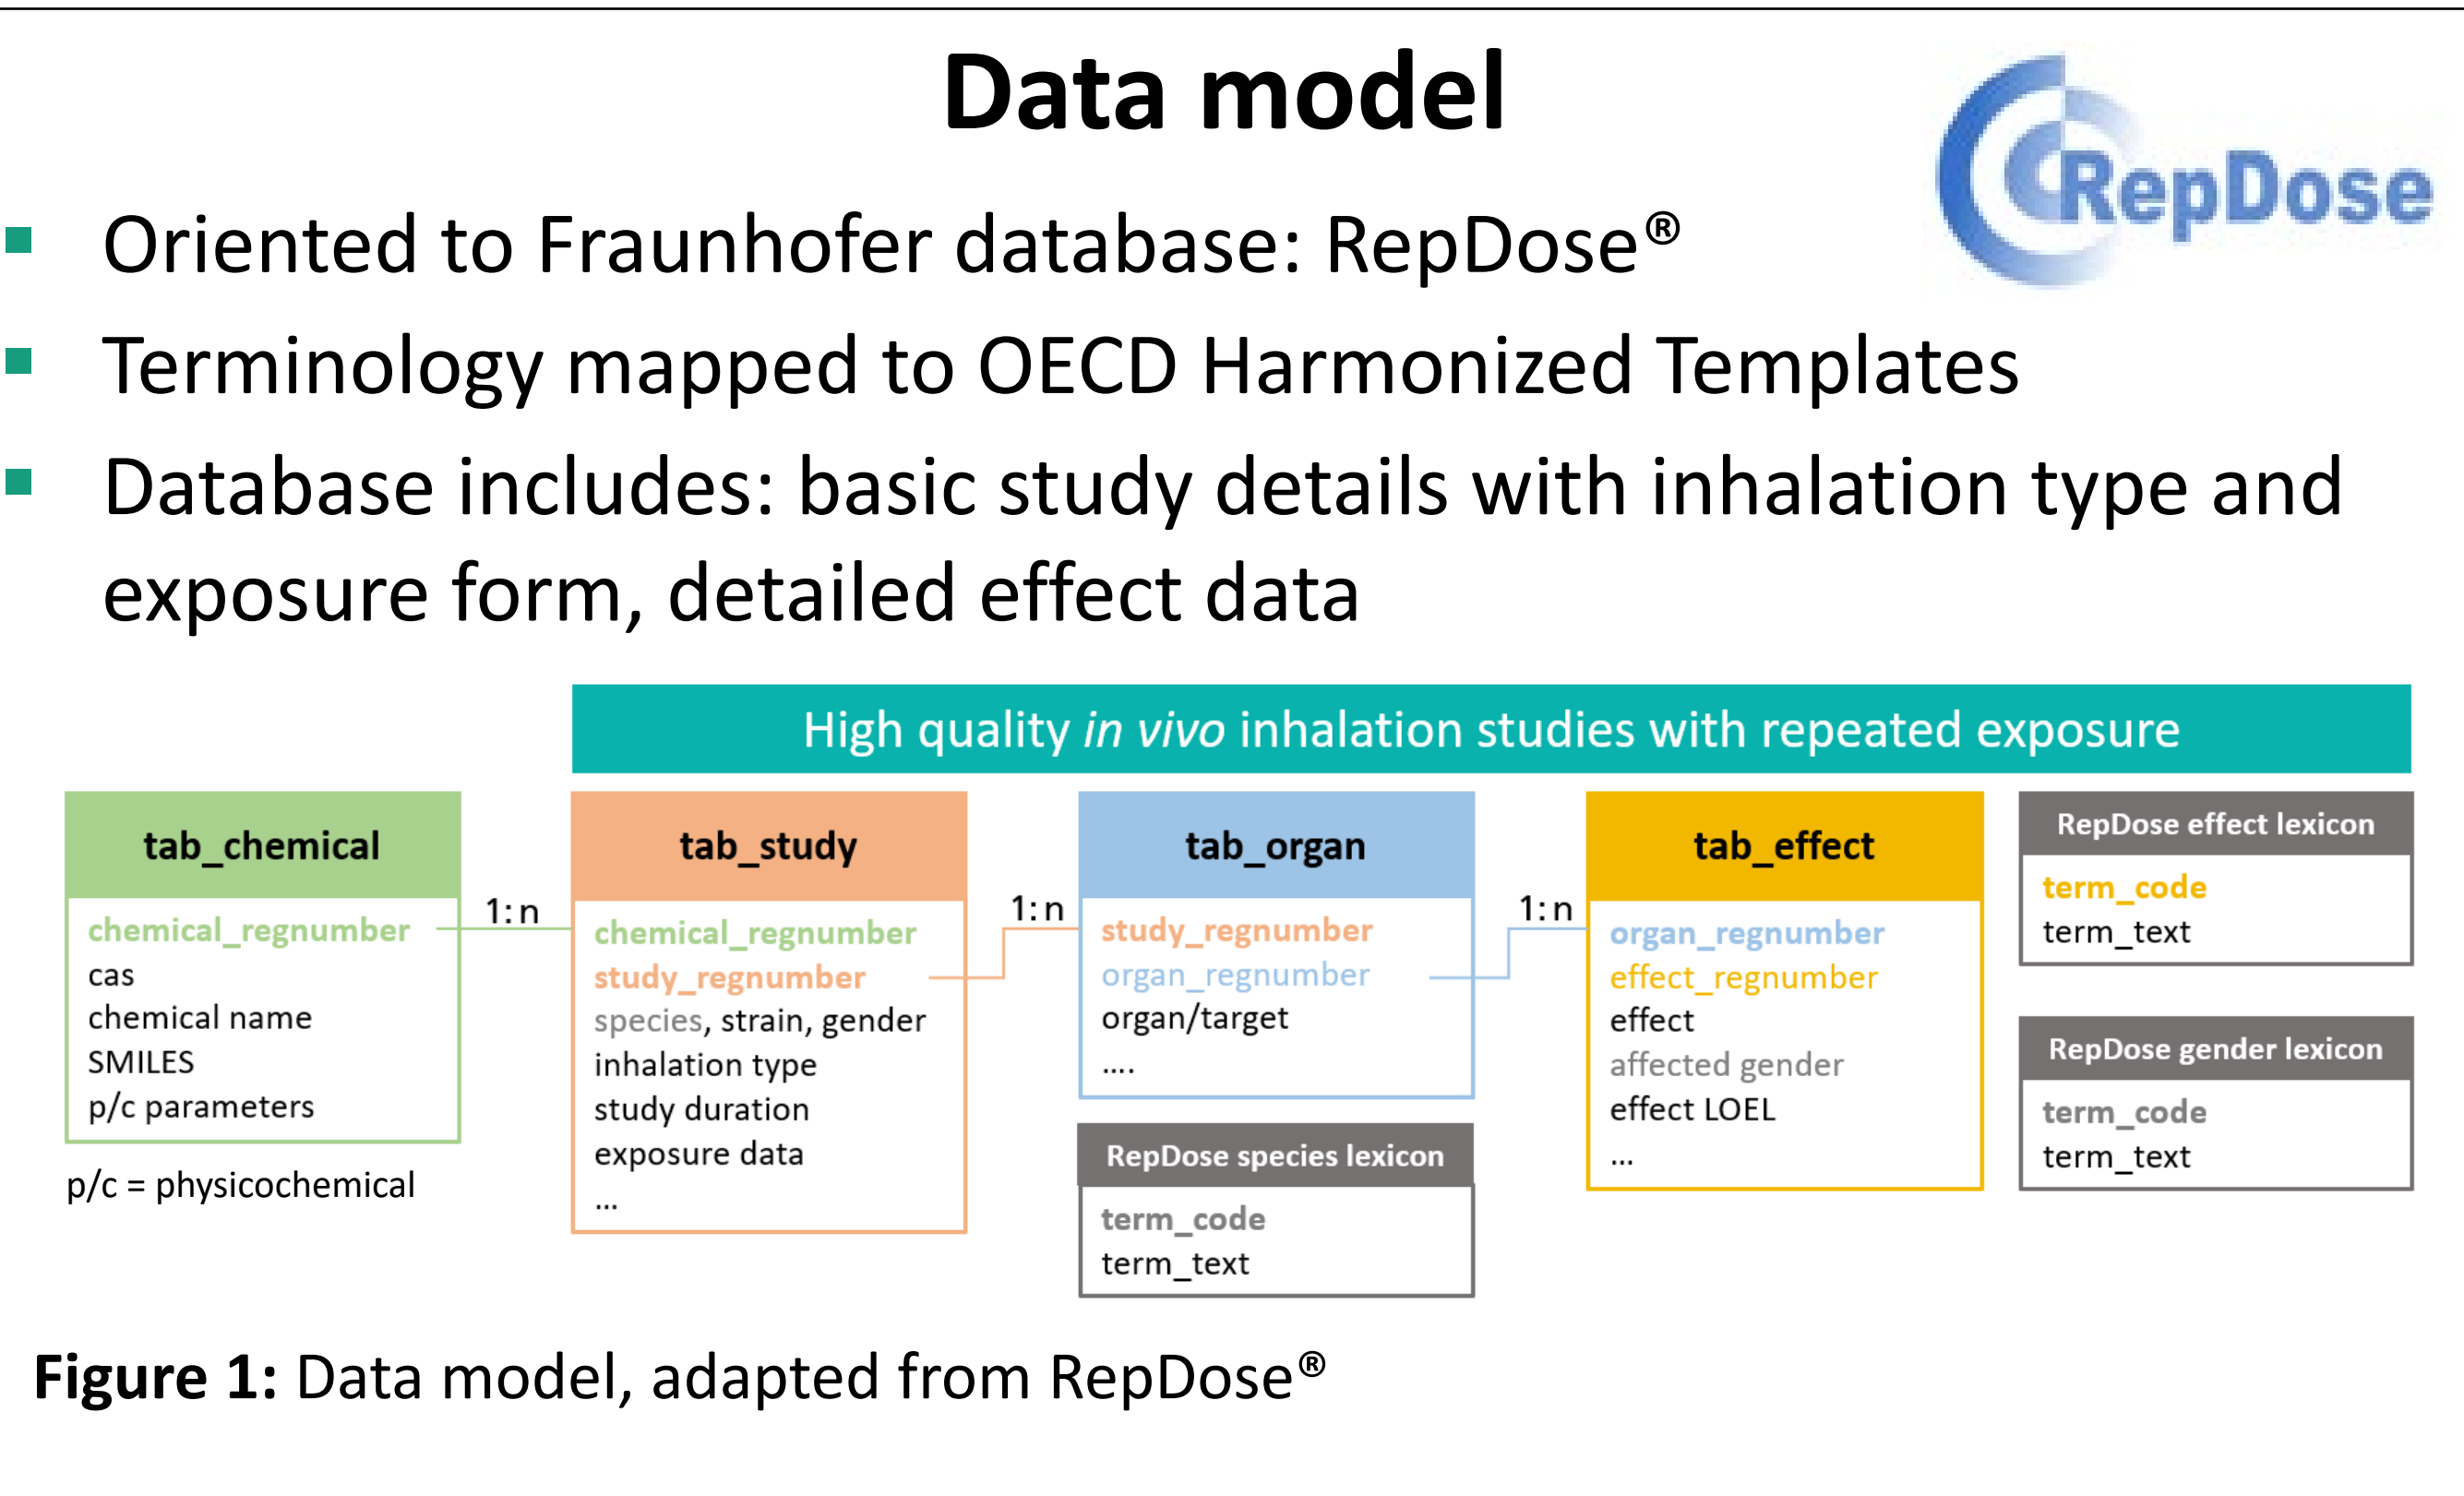 Data model
RepDose
▪ Oriented to Fraunhofer database: RepDose®
▪ Terminology mapped to OECD Harmonized Templates
▪ Database includes: basic study details with inhalation type and
exposure form, detailed effect data
High quality in vivo inhalation studies with repeated exposure
tab_chemical
chemical_regnumber
cas
chemical name
SMILES
p/c parameters
p/c = physicochemical
1:n
tab_study
chemical_regnumber
study_regnumber
species, strain, gender
inhalation type
study duration
exposure data
...
1:n
tab_organ
study_regnumber
organ_regnumber
organ/target
....
RepDose species lexicon
term_code
term_text
1:n
tab_effect
organ_regnumber
effect_regnumber
effect
affected gender
effect LOEL
...
RepDose effect lexicon
term_code
term_text
RepDose gender lexicon
term_code
term_text
Figure 1: Data model, adapted from RepDose®